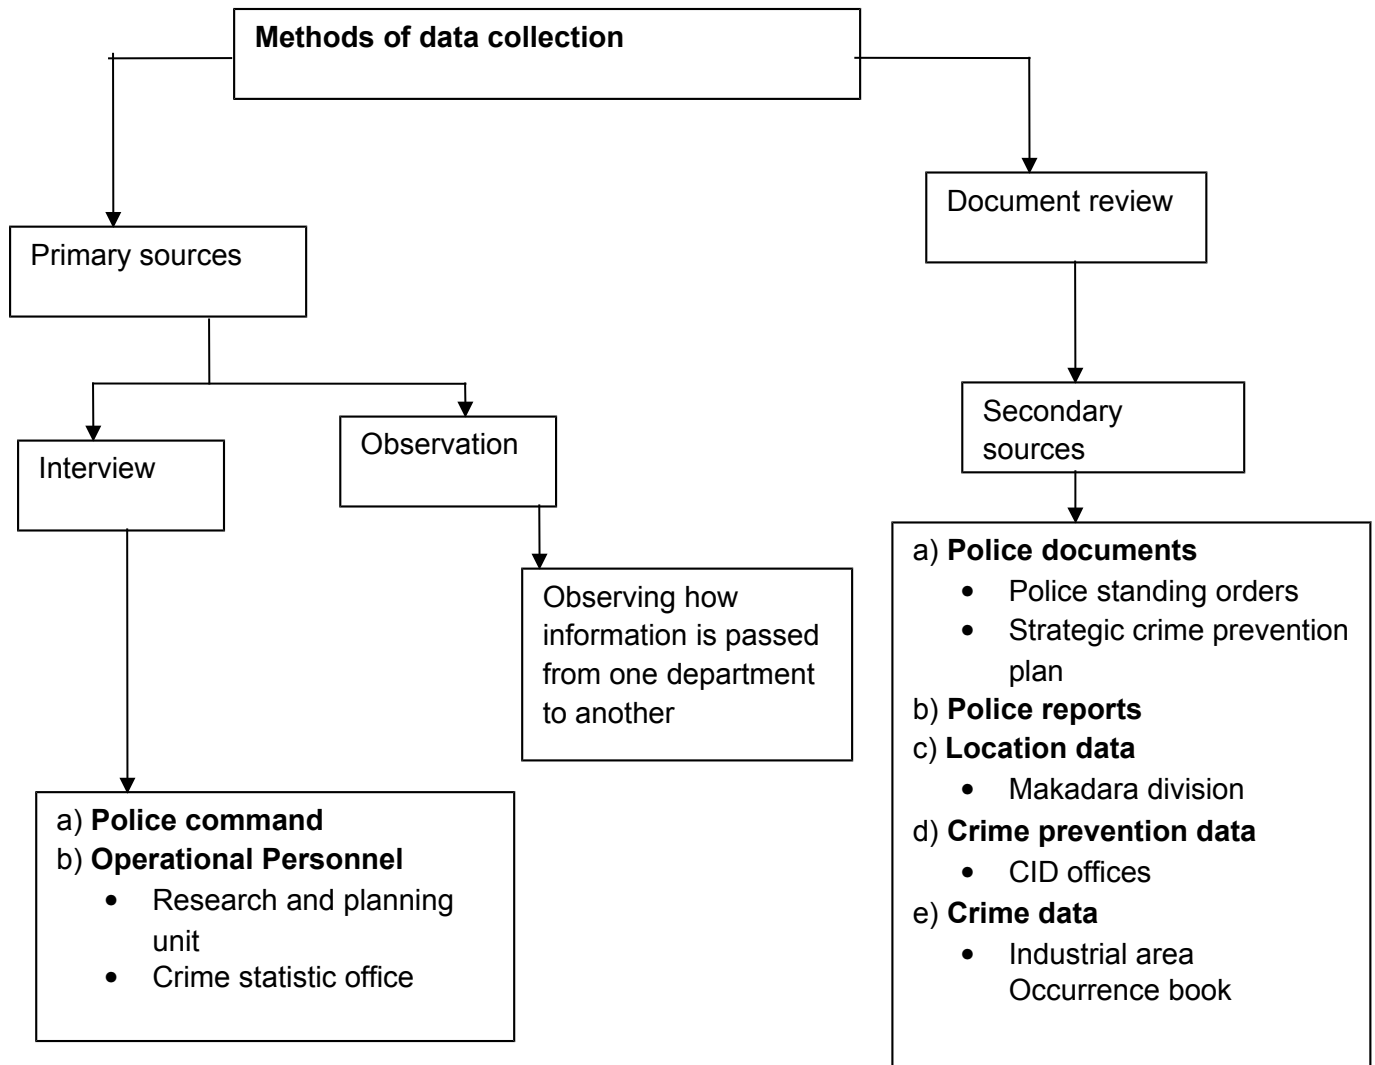 Methods of data collection
Document review
Primary sources
Secondary
sources
Observation
Interview
Observing how
information is passed
from one department
to another
a) Police documents
• Police standing orders
• Strategic crime prevention
plan
b) Police reports
c) Location data
• Makadara division
d) Crime prevention data
• CID offices
e) Crime data
• Industrial area
Occurrence book
a) Police command
b) Operational Personnel
• Research and planning
unit
• Crime statistic office